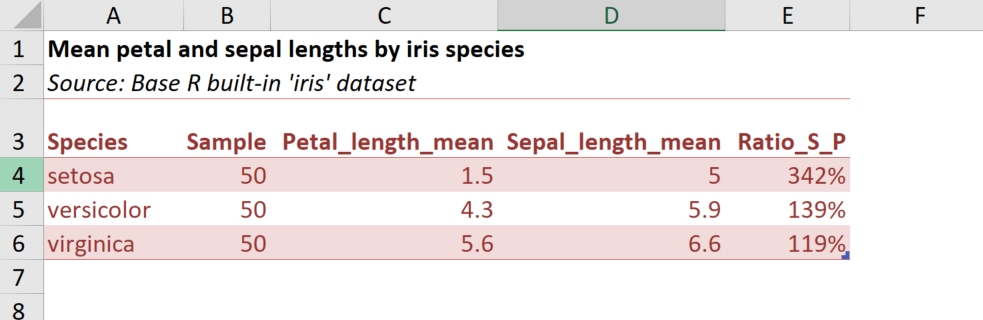 A B C D E F
1 Mean petal and sepal lengths by iris species
2 Source: Base R built-in 'iris' dataset
3 Species Sample Petal_length_mean Sepal_length_mean Ratio_S_P
4 setosa 50 1.5 5 342%
5 versicolor 50 4.3 5.9 139%
6 virginica 50 5.6 6.6 119%
7
8